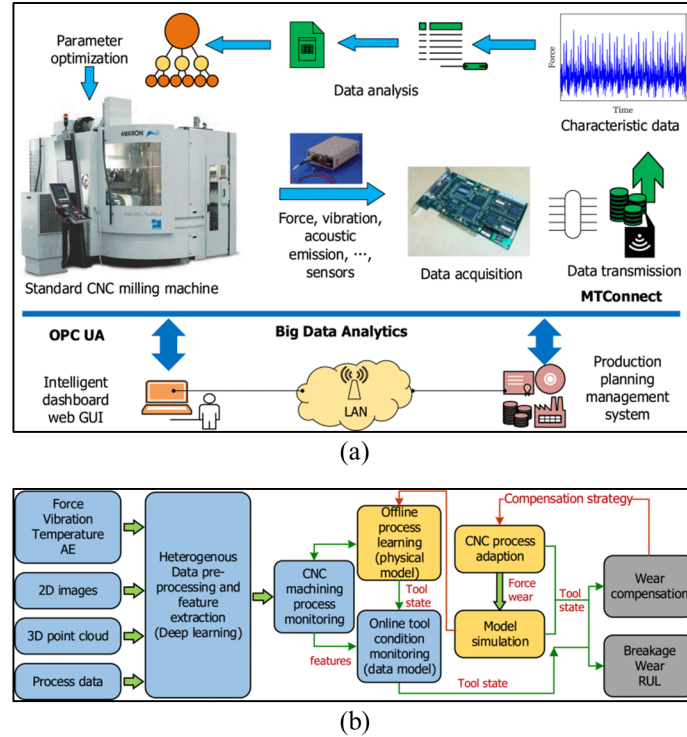 Parameter
optimization
Data analysis
Force
Time
Characteristic data
MIKRON
Force, vibration,
acoustic
emission, ...,
sensors
Data acquisition
Data transmission
Standard CNC milling machine
MTConnect
OPC UA
Big Data Analytics
Intelligent
dashboard
web GUI
LAN
Production
planning
management
system
(a)
Force
Vibration
Temperature
AE
2D images
3D point cloud
Process data
Heterogenous
Data pre-
processing and
feature
extraction
(Deep learning)
CNC
machining
process
monitoring
features
Offline
process
learning
(physical
model)
Tool
state
Online tool
condition
monitoring
(data model)
Compensation strategy
CNC process
adaption
Force
wear
Model
simulation
Tool
state
Tool state
Wear
compensation
Breakage
Wear
RUL
(b)